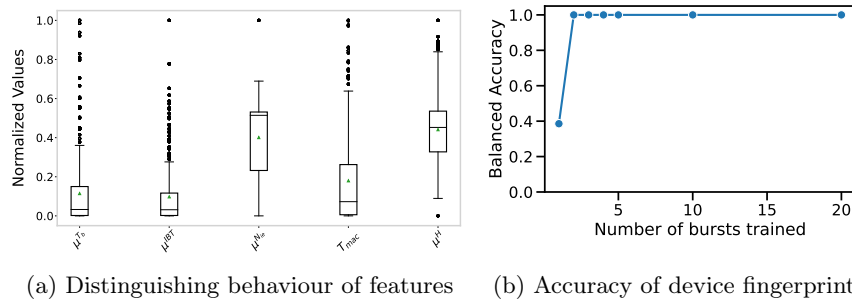 1.0
0.8
0.6
0.4
0.2
0.0
Normalized Values
μ^{T_b}
μ^{IBT}
μ^{N_{ie}}
T_{mac}
μ^{H}
(a) Distinguishing behaviour of features
1.0
0.8
0.6
0.4
0.2
0.0
Balanced Accuracy
5 10 15 20
Number of bursts trained
(b) Accuracy of device fingerprint